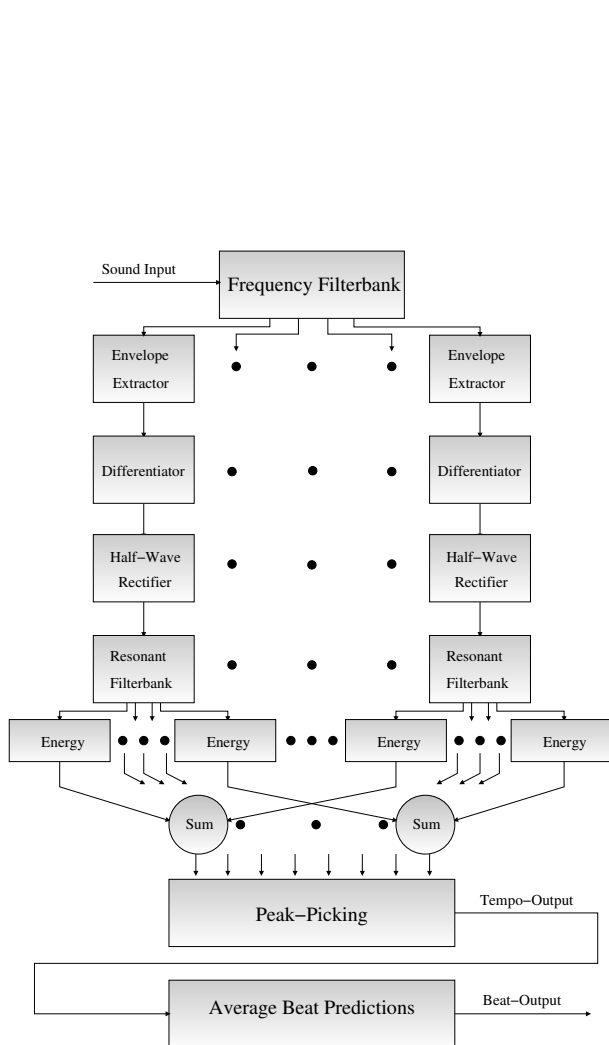 Sound Input
Frequency Filterbank
Envelope
Extractor
Envelope
Extractor
Differentiator
Differentiator
Half−Wave
Rectifier
Half−Wave
Rectifier
Resonant
Filterbank
Resonant
Filterbank
Energy
Energy
Energy
Energy
Sum
Sum
Peak−Picking
Tempo−Output
Average Beat Predictions
Beat−Output